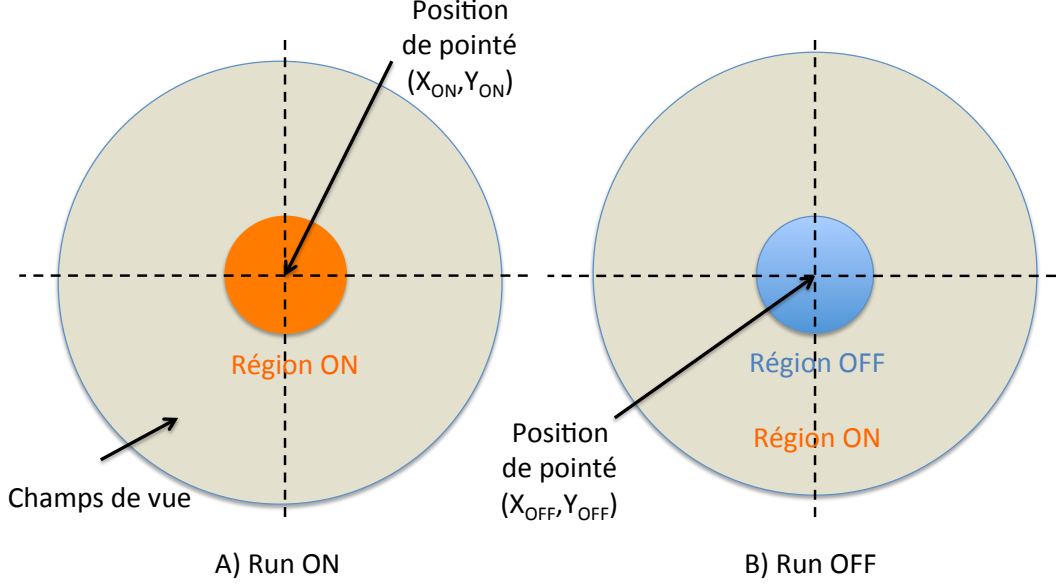 Position
de pointé
(X_ON,Y_ON)
Région ON
Champs de vue
A) Run ON
Région OFF
Région ON
Position
de pointé
(X_OFF,Y_OFF)
B) Run OFF